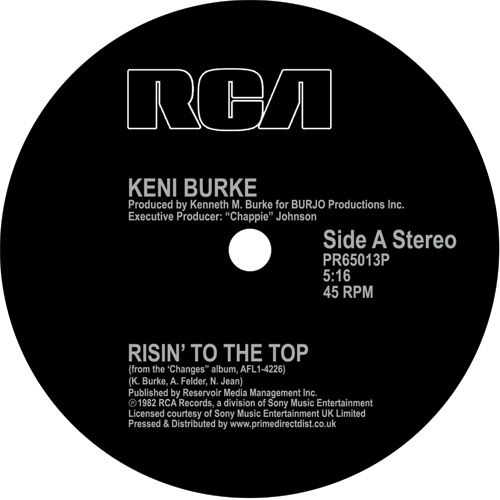 RCA
KENI BURKE
Produced by Kenneth M. Burke for BURJO Productions Inc.
Executive Producer: “Chappie” Johnson
Side A Stereo
PR65013P
5:16
45 RPM
RISIN’ TO THE TOP
(from the ‘Changes” album, AFL1-4226)
(K. Burke, A. Felder, N. Jean)
Published by Reservoir Media Management Inc.
℗1982 RCA Records, a division of Sony Music Entertainment
Licensed courtesy of Sony Music Entertainment UK Limited
Pressed & Distributed by www.primedirectdist.co.uk